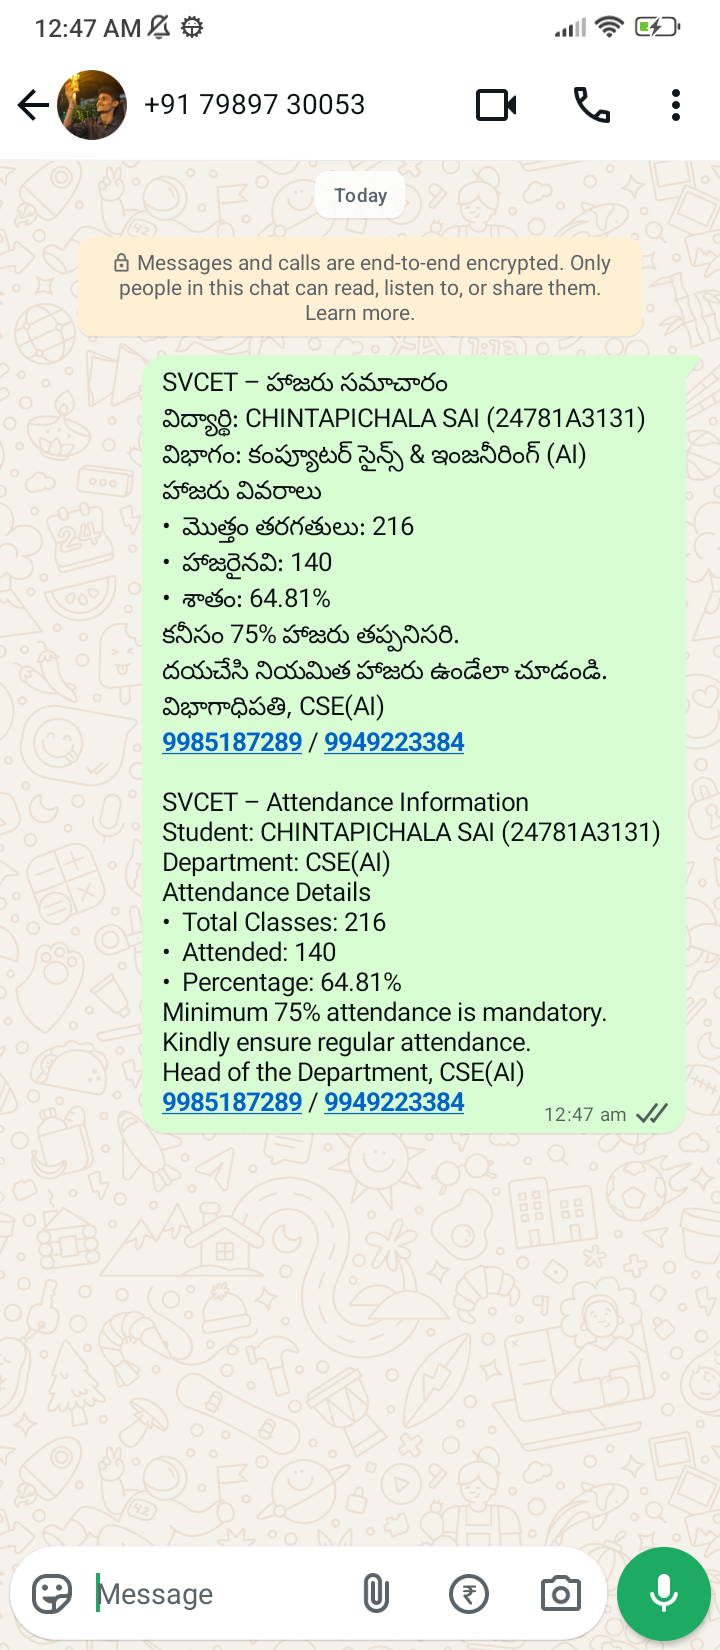 12:47 AM
+91 79897 30053
Today
Messages and calls are end-to-end encrypted. Only
people in this chat can read, listen to, or share them.
Learn more.
SVCET – హాజరు సమాచారం
విద్యార్థి: CHINTAPICHALA SAI (24781A3131)
విభాగం: కంప్యూటర్ సైన్స్ & ఇంజనీరింగ్ (AI)
హాజరు వివరాలు
• మొత్తం తరగతులు: 216
• హాజరైనవి: 140
• శాతం: 64.81%
కనీసం 75% హాజరు తప్పనిసరి.
దయచేసి నియమిత హాజరు ఉండేలా చూడండి.
విభాగాధిపతి, CSE(AI)
9985187289 / 9949223384
SVCET – Attendance Information
Student: CHINTAPICHALA SAI (24781A3131)
Department: CSE(AI)
Attendance Details
• Total Classes: 216
• Attended: 140
• Percentage: 64.81%
Minimum 75% attendance is mandatory.
Kindly ensure regular attendance.
Head of the Department, CSE(AI)
9985187289 / 9949223384
12:47 am
Message